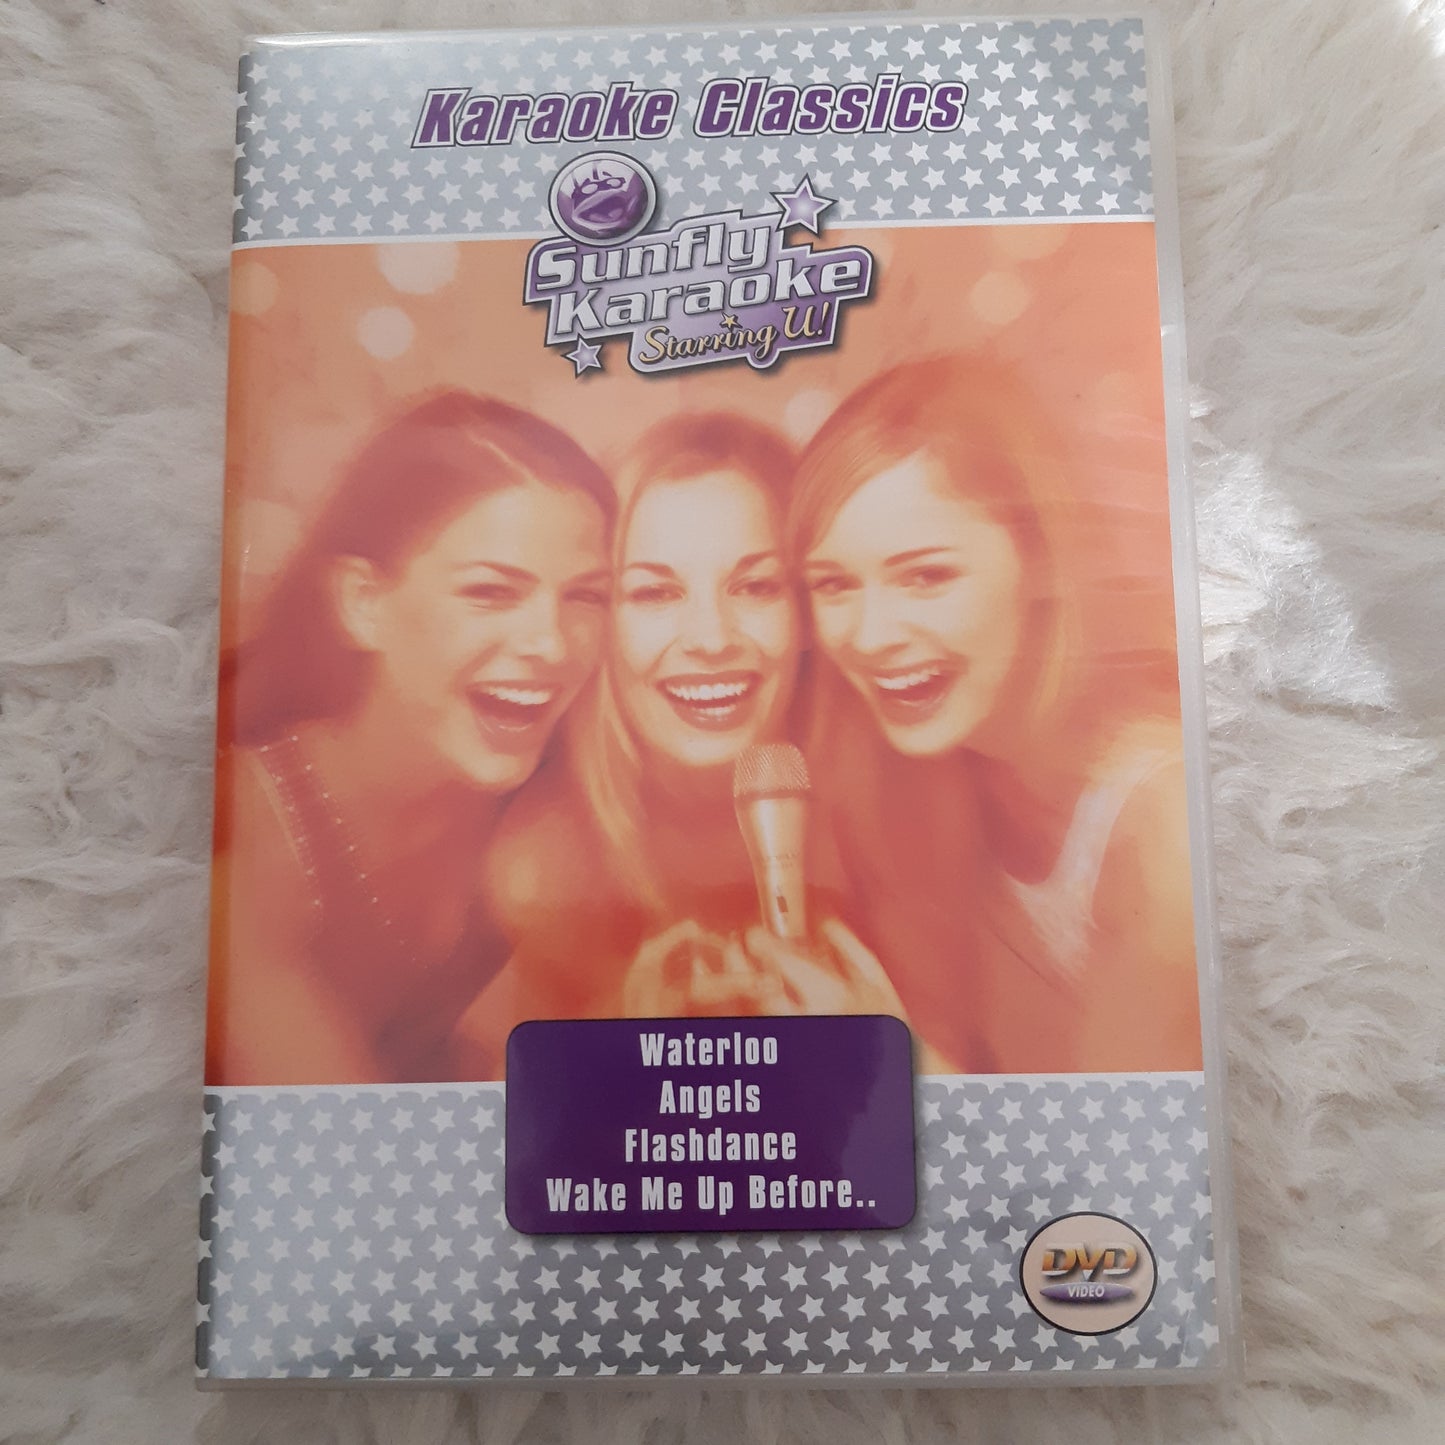 Karaoke Classics
Sunfly
Karaoke
Starring U!
Waterloo
Angels
Flashdance
Wake Me Up Before..
DVD
VIDEO